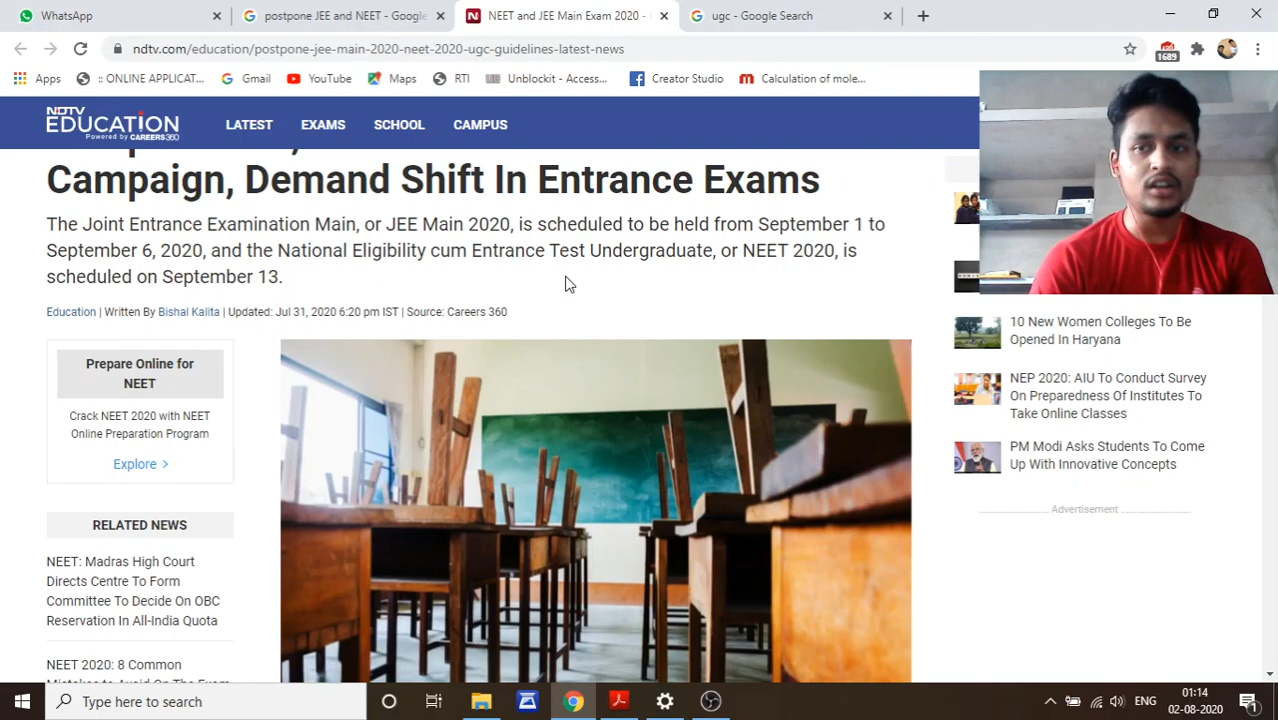 WhatsApp
postpone JEE and NEET - Google
NEET and JEE Main Exam 2020 -
ugc - Google Search
ndtv.com/education/postpone-jee-main-2020-neet-2020-ugc-guidelines-latest-news
1689
Apps
:: ONLINE APPLICAT...
Gmail
YouTube
Maps
RTI
Unblockit - Acces...
Creator Studio
Calculation of mole...
NDTV
EDUCATION
Powered by CAREERS360
LATEST
EXAMS
SCHOOL
CAMPUS
Campaign, Demand Shift In Entrance Exams
The Joint Entrance Examination Main, or JEE Main 2020, is scheduled to be held from September 1 to
September 6, 2020, and the National Eligibility cum Entrance Test Undergraduate, or NEET 2020, is
scheduled on September 13.
Education | Written By Bishal Kalita | Updated: Jul 31, 2020 6:20 pm IST | Source: Careers 360
Prepare Online for
NEET
Crack NEET 2020 with NEET
Online Preparation Program
Explore >
RELATED NEWS
NEET: Madras High Court
Directs Centre To Form
Committee To Decide On OBC
Reservation In All-India Quota
NEET 2020: 8 Common
Mistakes to Avoid On The Exam
10 New Women Colleges To Be
Opened In Haryana
NEP 2020: AIU To Conduct Survey
On Preparedness Of Institutes To
Take Online Classes
PM Modi Asks Students To Come
Up With Innovative Concepts
Advertisement
Type here to search
ENG
01:14
02-08-2020
1